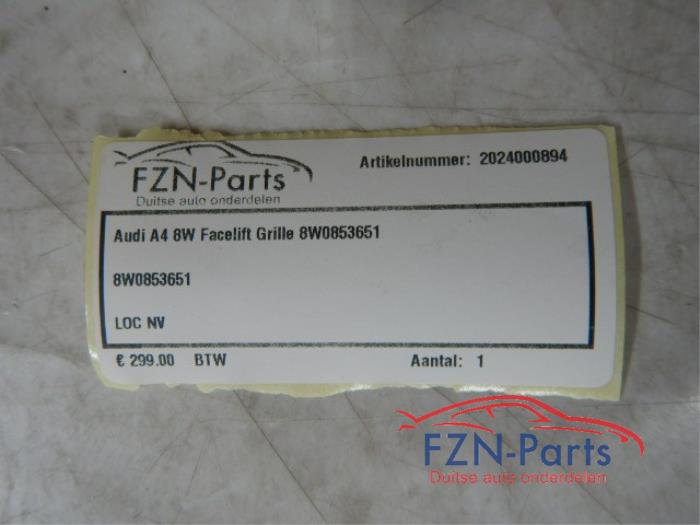 FZN-Parts
Duitse auto onderdelen
Artikelnummer: 2024000894
Audi A4 8W Facelift Grille 8W0853651
8W0853651
LOC NV
€ 299.00 BTW
Aantal: 1
FZN-Parts
Duitse auto onderdelen